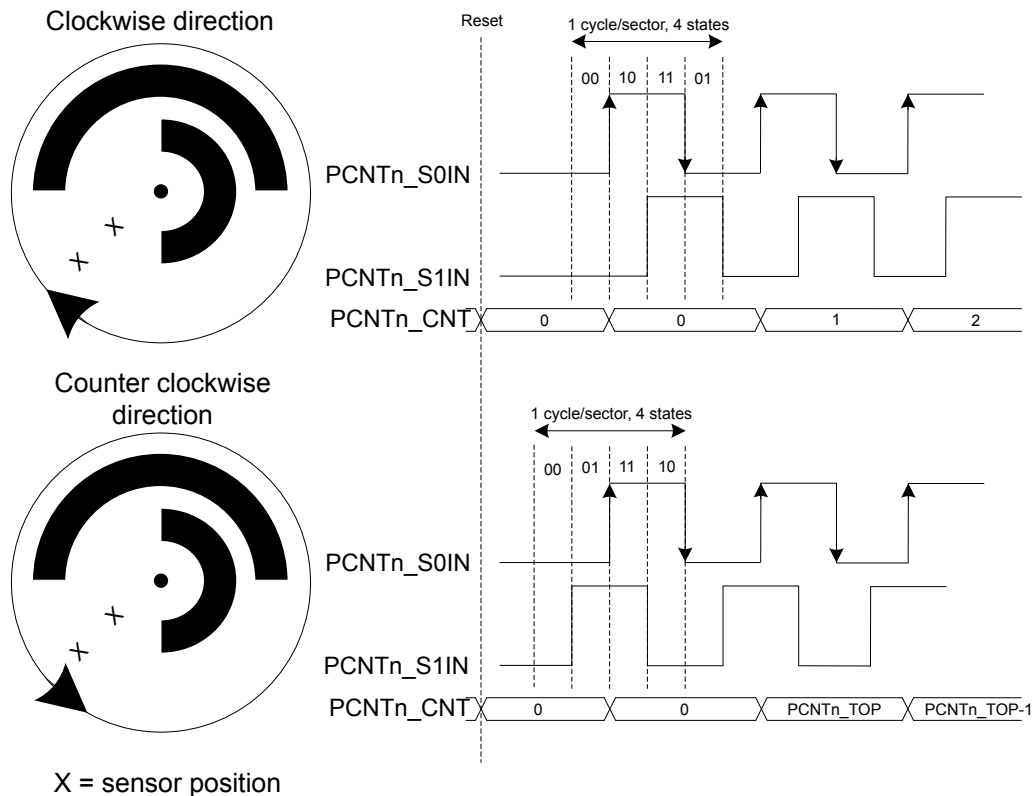 Clockwise direction
Reset
1 cycle/sector, 4 states
00 10 11 01
PCNTn_S0IN
X
X
PCNTn_S1IN
PCNTn_CNT 0 0 1 2
Counter clockwise
direction
1 cycle/sector, 4 states
00 01 11 10
PCNTn_S0IN
X
X
PCNTn_S1IN
PCNTn_CNT 0 0 PCNTn_TOP PCNTn_TOP-1
X = sensor position